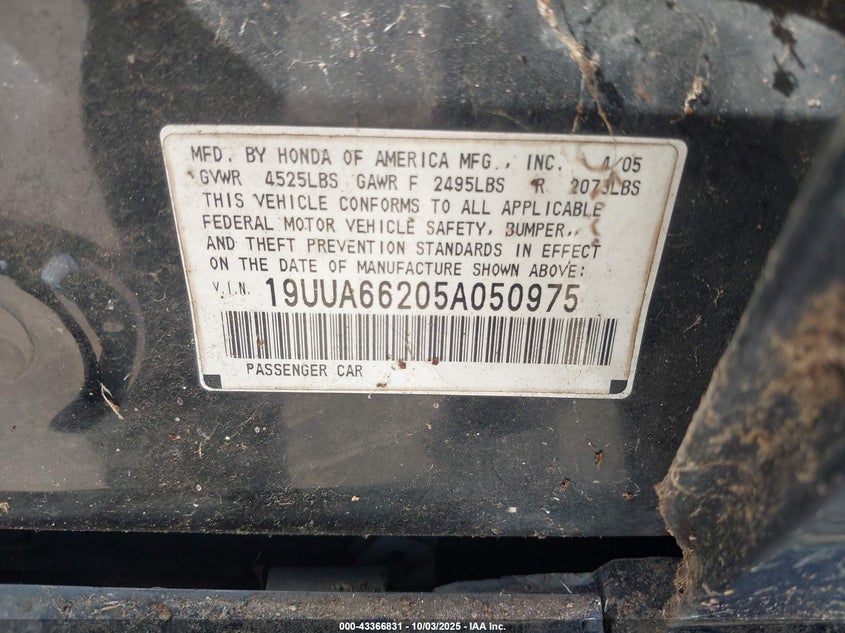 MFD. BY HONDA OF AMERICA MFG., INC. 4/05
GVWR 4525LBS GAWR F 2495LBS R 2073LBS
THIS VEHICLE CONFORMS TO ALL APPLICABLE
FEDERAL MOTOR VEHICLE SAFETY, BUMPER,
AND THEFT PREVENTION STANDARDS IN EFFECT
ON THE DATE OF MANUFACTURE SHOWN ABOVE:
V.I.N. 19UUA66205A050975
PASSENGER CAR
000-43366831 - 10/03/2025 - IAA Inc.